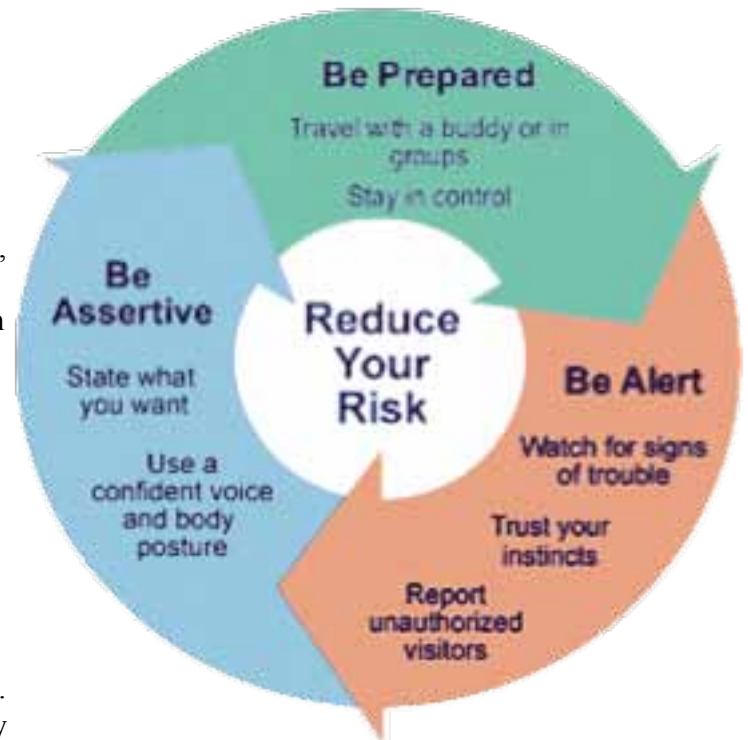 Be Prepared
Travel with a buddy or in
groups
Stay in control
Be Alert
Watch for signs
of trouble
Trust your
instincts
Report
unauthorized
visitors
Be
Assertive
State what
you want
Use a
confident voice
and body
posture
Reduce
Your
Risk